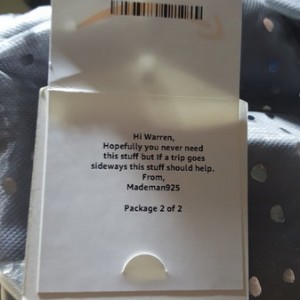 Hi Warren,
Hopefully you never need
this stuff but If a trip goes
sideways this stuff should help.
From,
Mademan925
Package 2 of 2